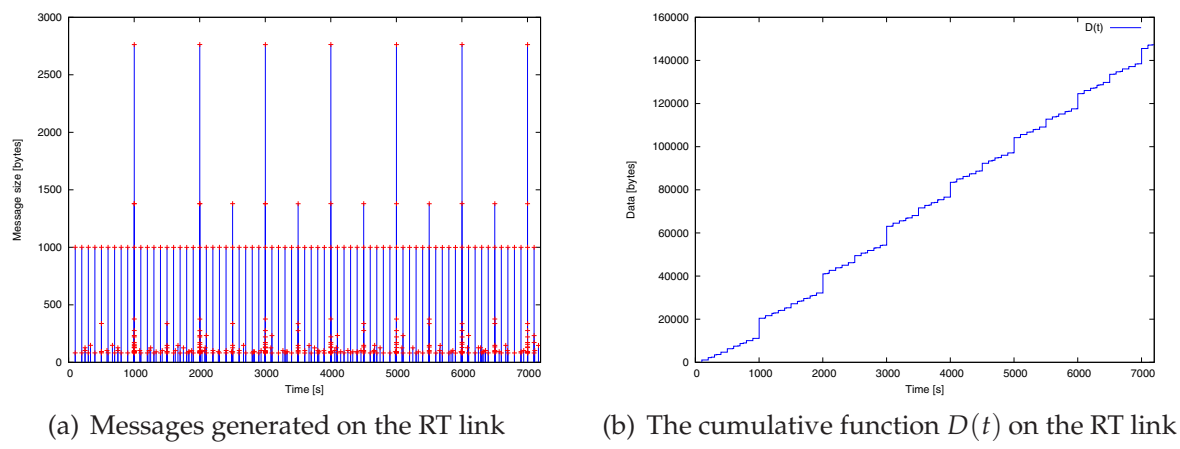 3000
2500
2000
1500
1000
500
0
Message size [bytes]
0 1000 2000 3000 4000 5000 6000 7000
Time [s]
(a) Messages generated on the RT link
160000
140000
120000
100000
80000
60000
40000
20000
0
Data [bytes]
D(t)
0 1000 2000 3000 4000 5000 6000 7000
Time [s]
(b) The cumulative function D(t) on the RT link